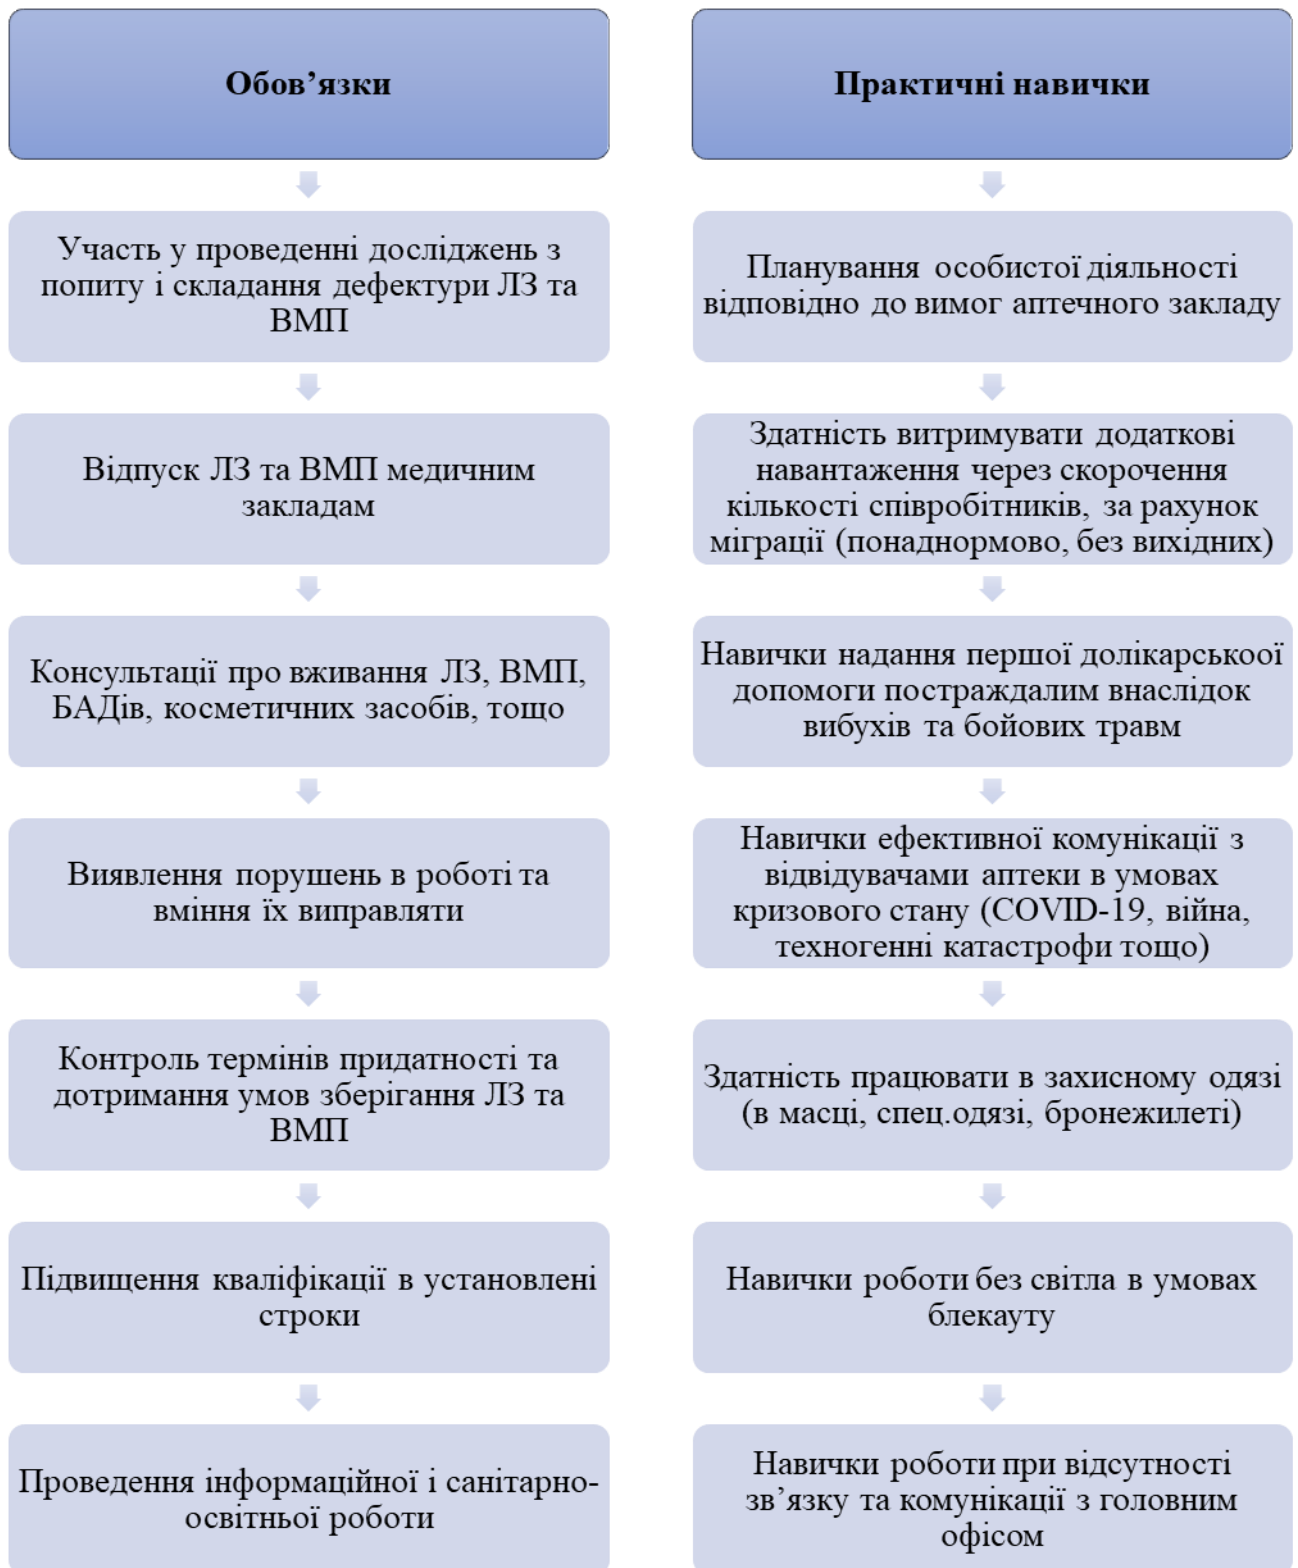 Обов’язки
Участь у проведенні досліджень з
попиту і складання дефектури ЛЗ та
ВМП
Відпуск ЛЗ та ВМП медичним
закладам
Консультації про вживання ЛЗ, ВМП,
БАДів, косметичних засобів, тощо
Виявлення порушень в роботі та
вміння їх виправляти
Контроль термінів придатності та
дотримання умов зберігання ЛЗ та
ВМП
Підвищення кваліфікації в установлені
строки
Проведення інформаційної і санітарно-
освітньої роботи
Практичні навички
Планування особистої діяльності
відповідно до вимог аптечного закладу
Здатність витримувати додаткові
навантаження через скорочення
кількості співробітників, за рахунок
міграції (понаднормово, без вихідних)
Навички надання першої долікарськоої
допомоги постраждалим внаслідок
вибухів та бойових травм
Навички ефективної комунікації з
відвідувачами аптеки в умовах
кризового стану (COVID-19, війна,
техногенні катастрофи тощо)
Здатність працювати в захисному одязі
(в масці, спец.одязі, бронежилеті)
Навички роботи без світла в умовах
блекауту
Навички роботи при відсутності
зв’язку та комунікації з головним
офісом